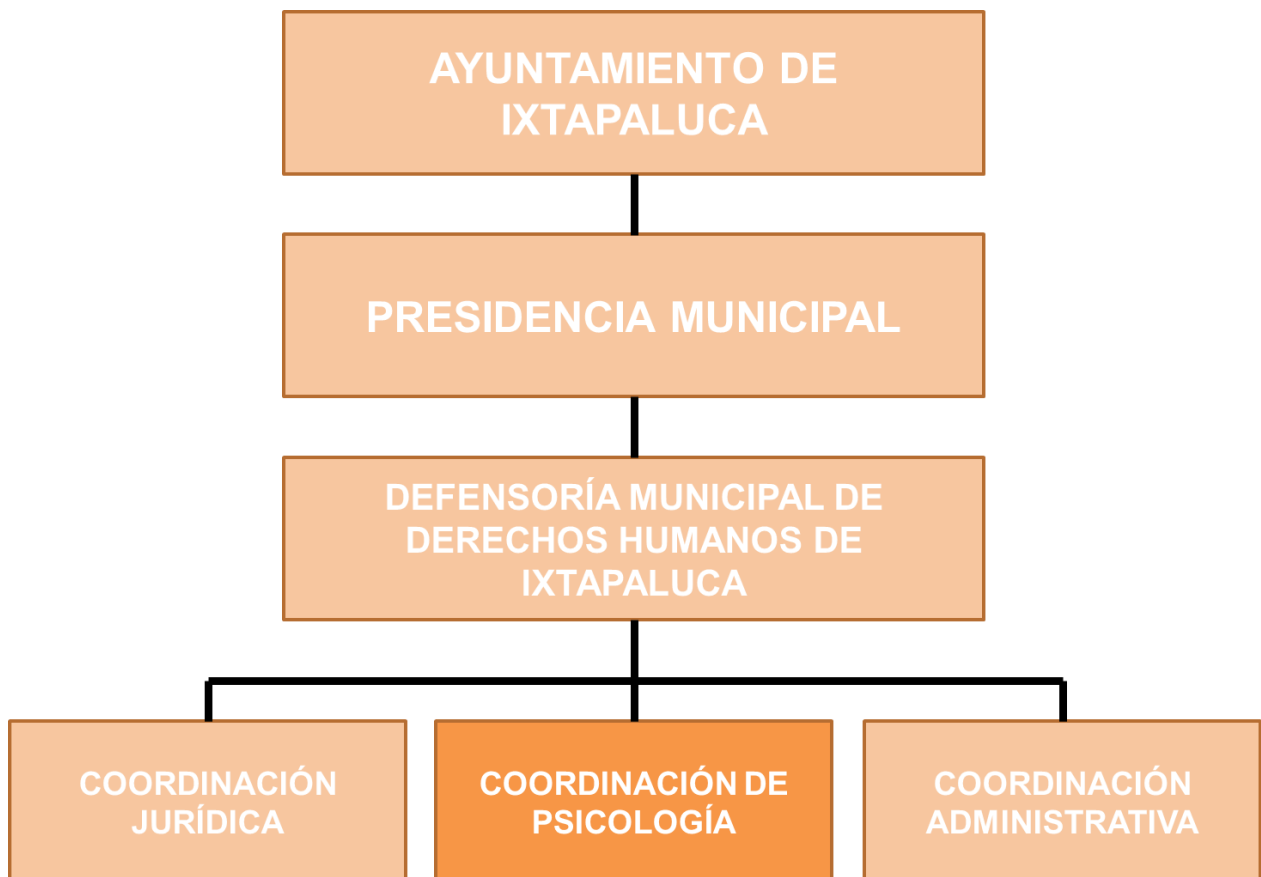 AYUNTAMIENTO DE
IXTAPALUCA
PRESIDENCIA MUNICIPAL
DEFENSORÍA MUNICIPAL DE
DERECHOS HUMANOS DE
IXTAPALUCA
COORDINACIÓN
JURÍDICA
COORDINACIÓN DE
PSICOLOGÍA
COORDINACIÓN
ADMINISTRATIVA